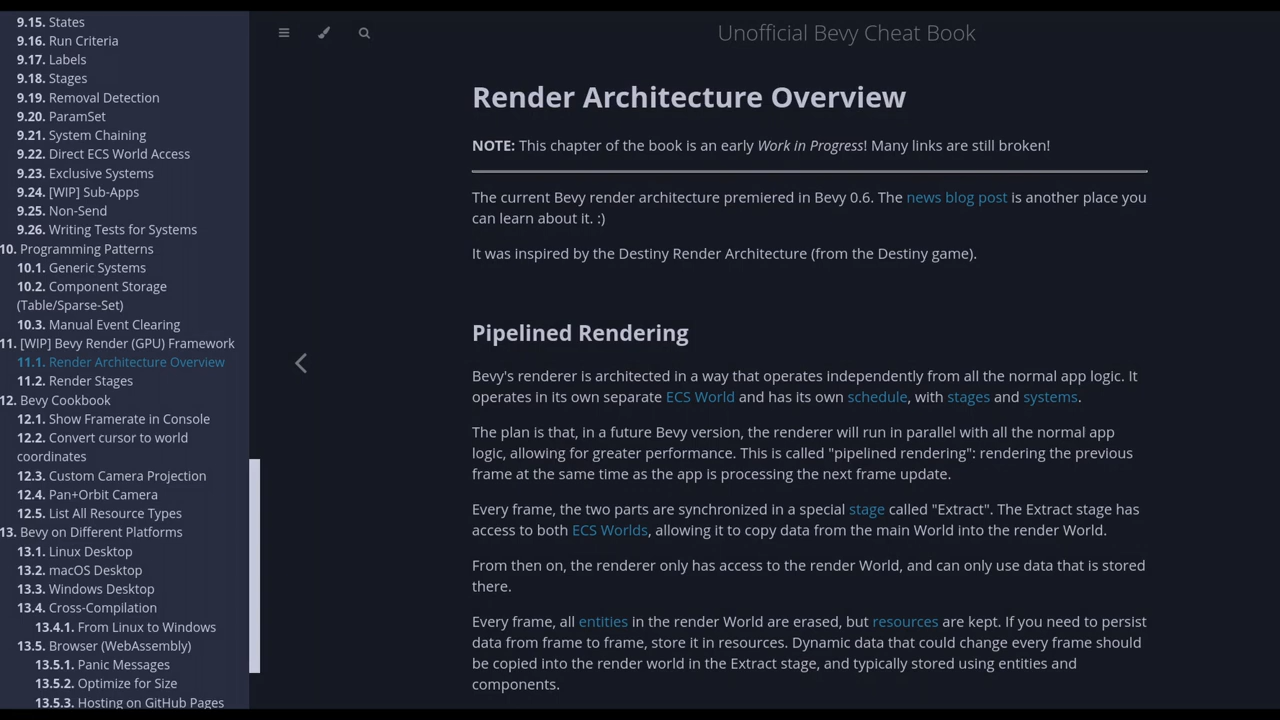 9.15. States
9.16. Run Criteria
9.17. Labels
9.18. Stages
9.19. Removal Detection
9.20. ParamSet
9.21. System Chaining
9.22. Direct ECS World Access
9.23. Exclusive Systems
9.24. [WIP] Sub-Apps
9.25. Non-Send
9.26. Writing Tests for Systems
10. Programming Patterns
10.1. Generic Systems
10.2. Component Storage
(Table/Sparse-Set)
10.3. Manual Event Clearing
11. [WIP] Bevy Render (GPU) Framework
11.1. Render Architecture Overview
11.2. Render Stages
12. Bevy Cookbook
12.1. Show Framerate in Console
12.2. Convert cursor to world
coordinates
12.3. Custom Camera Projection
12.4. Pan+Orbit Camera
12.5. List All Resource Types
13. Bevy on Different Platforms
13.1. Linux Desktop
13.2. macOS Desktop
13.3. Windows Desktop
13.4. Cross-Compilation
13.4.1. From Linux to Windows
13.5. Browser (WebAssembly)
13.5.1. Panic Messages
13.5.2. Optimize for Size
13.5.3. Hosting on GitHub Pages
Unofficial Bevy Cheat Book
Render Architecture Overview
NOTE: This chapter of the book is an early Work in Progress! Many links are still broken!
The current Bevy render architecture premiered in Bevy 0.6. The news blog post is another place you
can learn about it. :)
It was inspired by the Destiny Render Architecture (from the Destiny game).
Pipelined Rendering
Bevy's renderer is architected in a way that operates independently from all the normal app logic. It
operates in its own separate ECS World and has its own schedule, with stages and systems.
The plan is that, in a future Bevy version, the renderer will run in parallel with all the normal app
logic, allowing for greater performance. This is called "pipelined rendering": rendering the previous
frame at the same time as the app is processing the next frame update.
Every frame, the two parts are synchronized in a special stage called "Extract". The Extract stage has
access to both ECS Worlds, allowing it to copy data from the main World into the render World.
From then on, the renderer only has access to the render World, and can only use data that is stored
there.
Every frame, all entities in the render World are erased, but resources are kept. If you need to persist
data from frame to frame, store it in resources. Dynamic data that could change every frame should
be copied into the render world in the Extract stage, and typically stored using entities and
components.